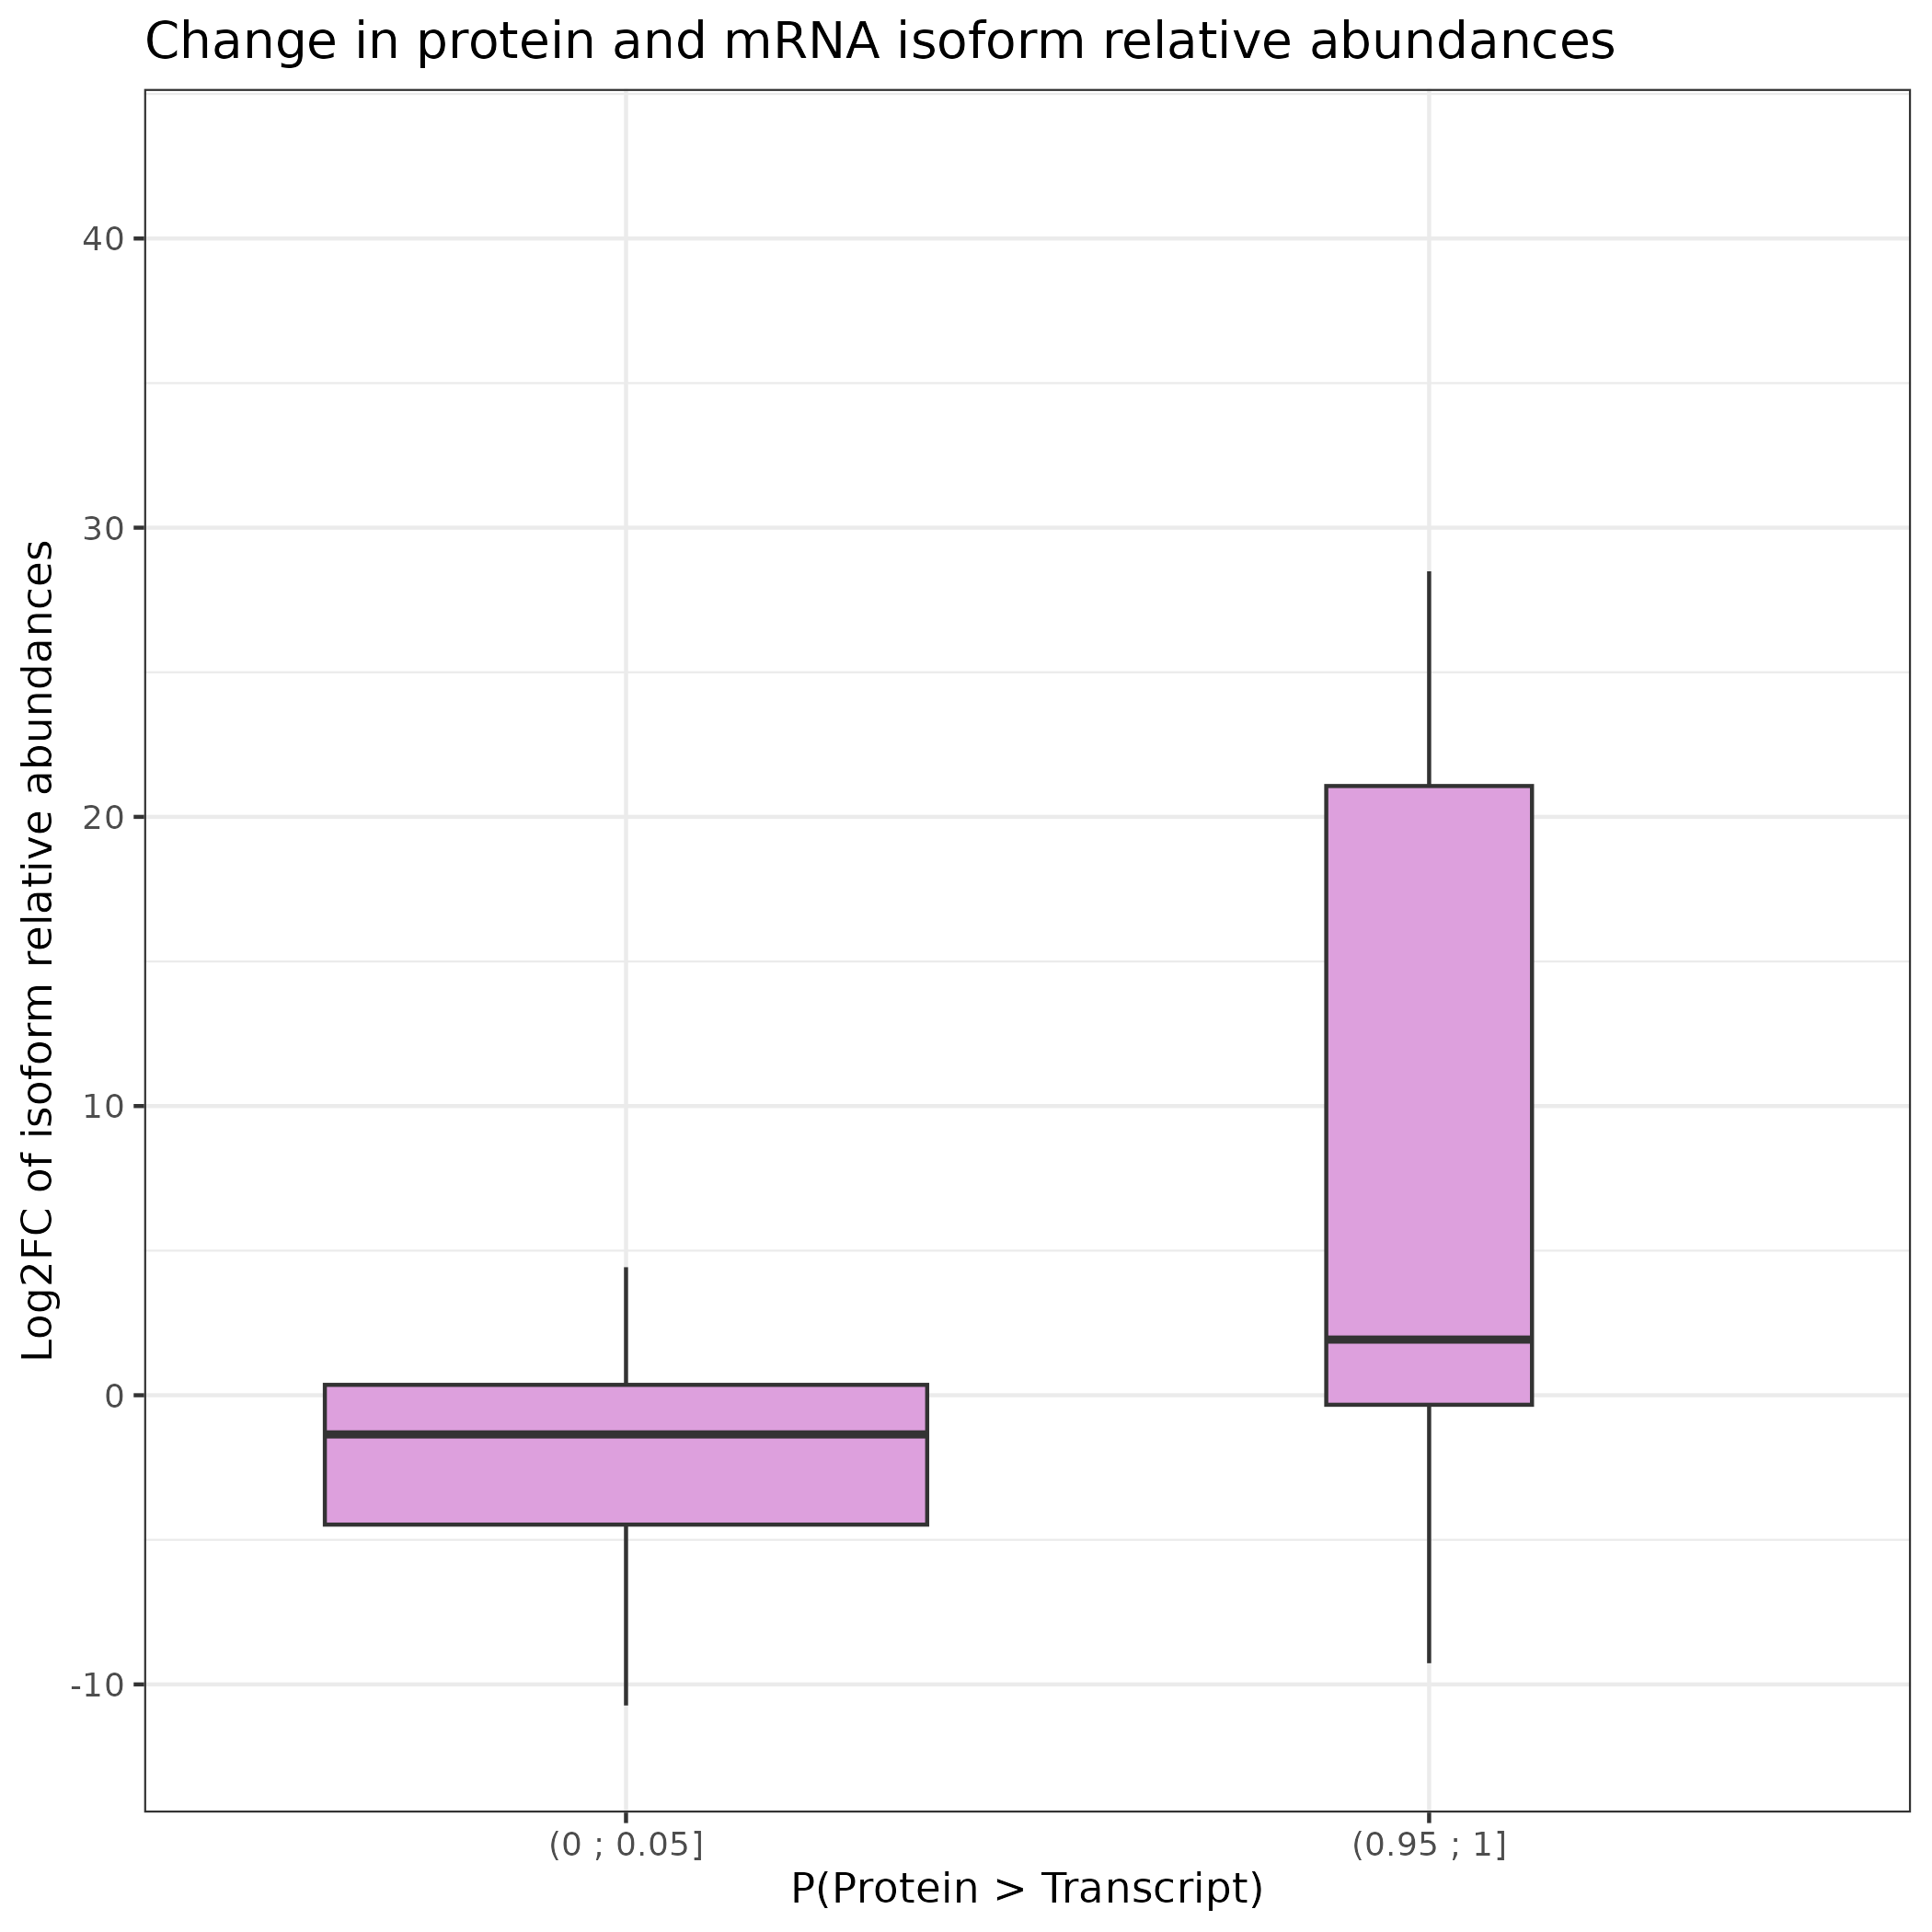 Change in protein and mRNA isoform relative abundances
Log2FC of isoform relative abundances
40
30
20
10
0
-10
(0 ; 0.05]
(0.95 ; 1]
P(Protein > Transcript)